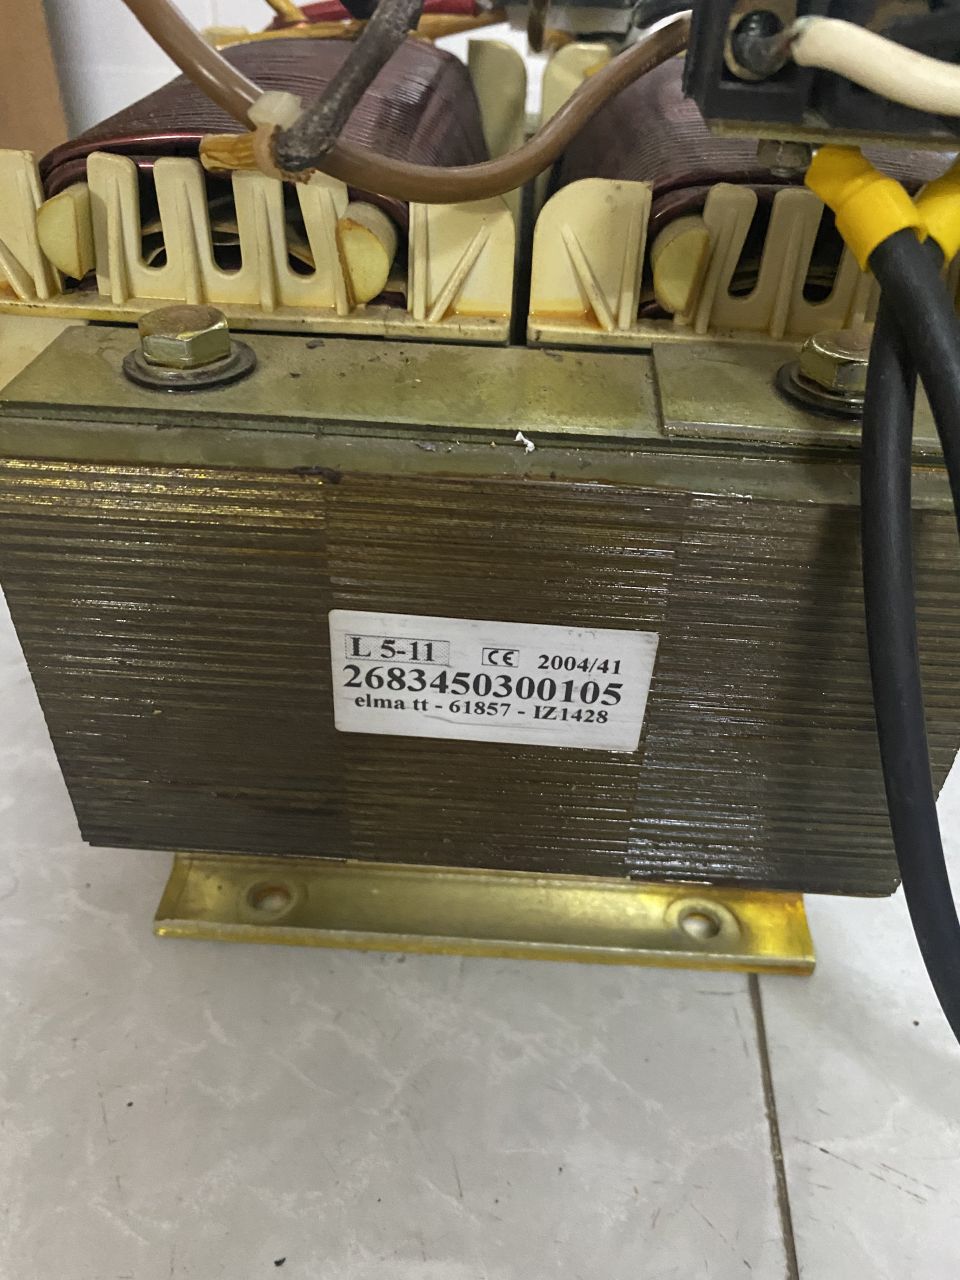 L 5-11 CE 2004/41
2683450300105
elma tt - 61857 - IZ1428